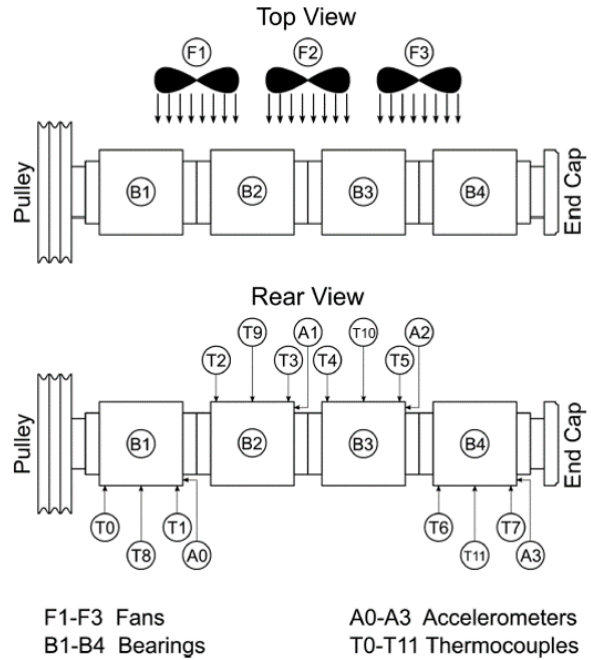 Top View
F1 F2 F3
Pulley B1 B2 B3 B4 End Cap
Rear View
T9 A1 T10 A2
T2 T3 T4 T5
Pulley B1 B2 B3 B4 End Cap
T0 T1 T6 T7
T8 A0 T11 A3
F1-F3 Fans A0-A3 Accelerometers
B1-B4 Bearings T0-T11 Thermocouples